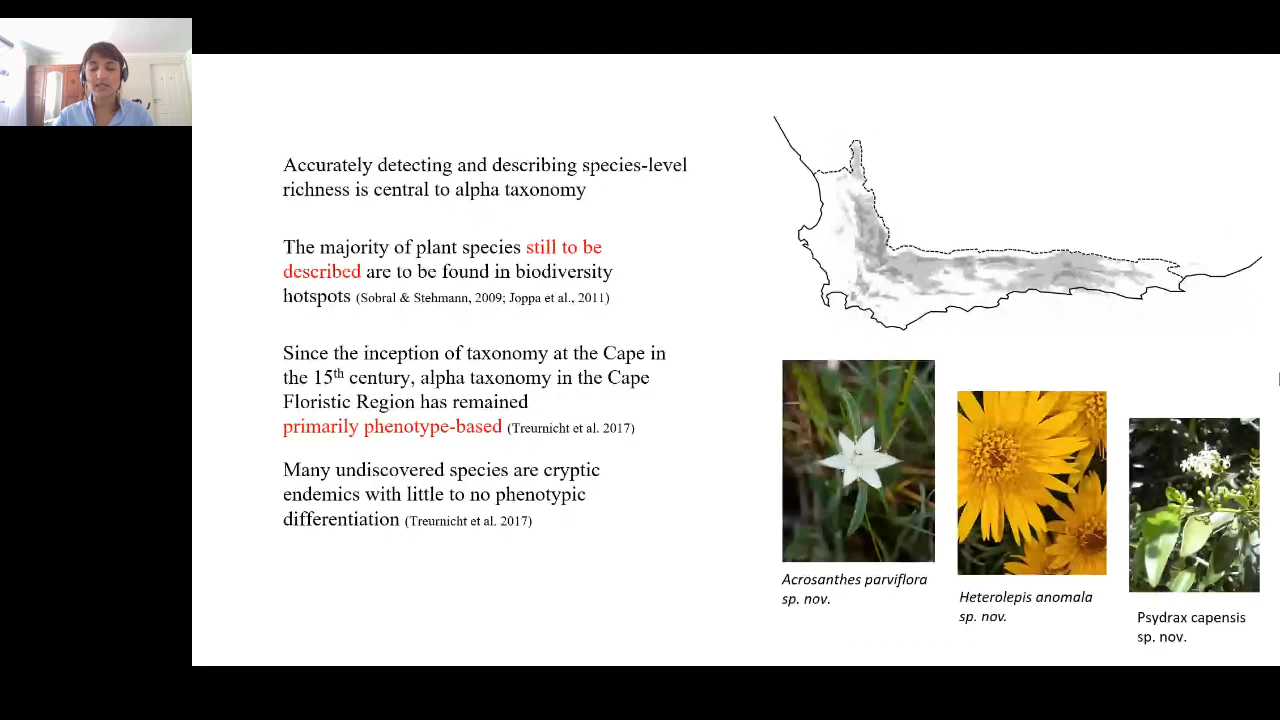 Accurately detecting and describing species-level
richness is central to alpha taxonomy
The majority of plant species still to be
described are to be found in biodiversity
hotspots (Sobral & Stehmann, 2009; Joppa et al., 2011)
Since the inception of taxonomy at the Cape in
the 15th century, alpha taxonomy in the Cape
Floristic Region has remained
primarily phenotype-based (Treurnicht et al. 2017)
Many undiscovered species are cryptic
endemics with little to no phenotypic
differentiation (Treurnicht et al. 2017)
Acrosanthes parviflora
sp. nov.
Heterolepis anomala
sp. nov.
Psydrax capensis
sp. nov.